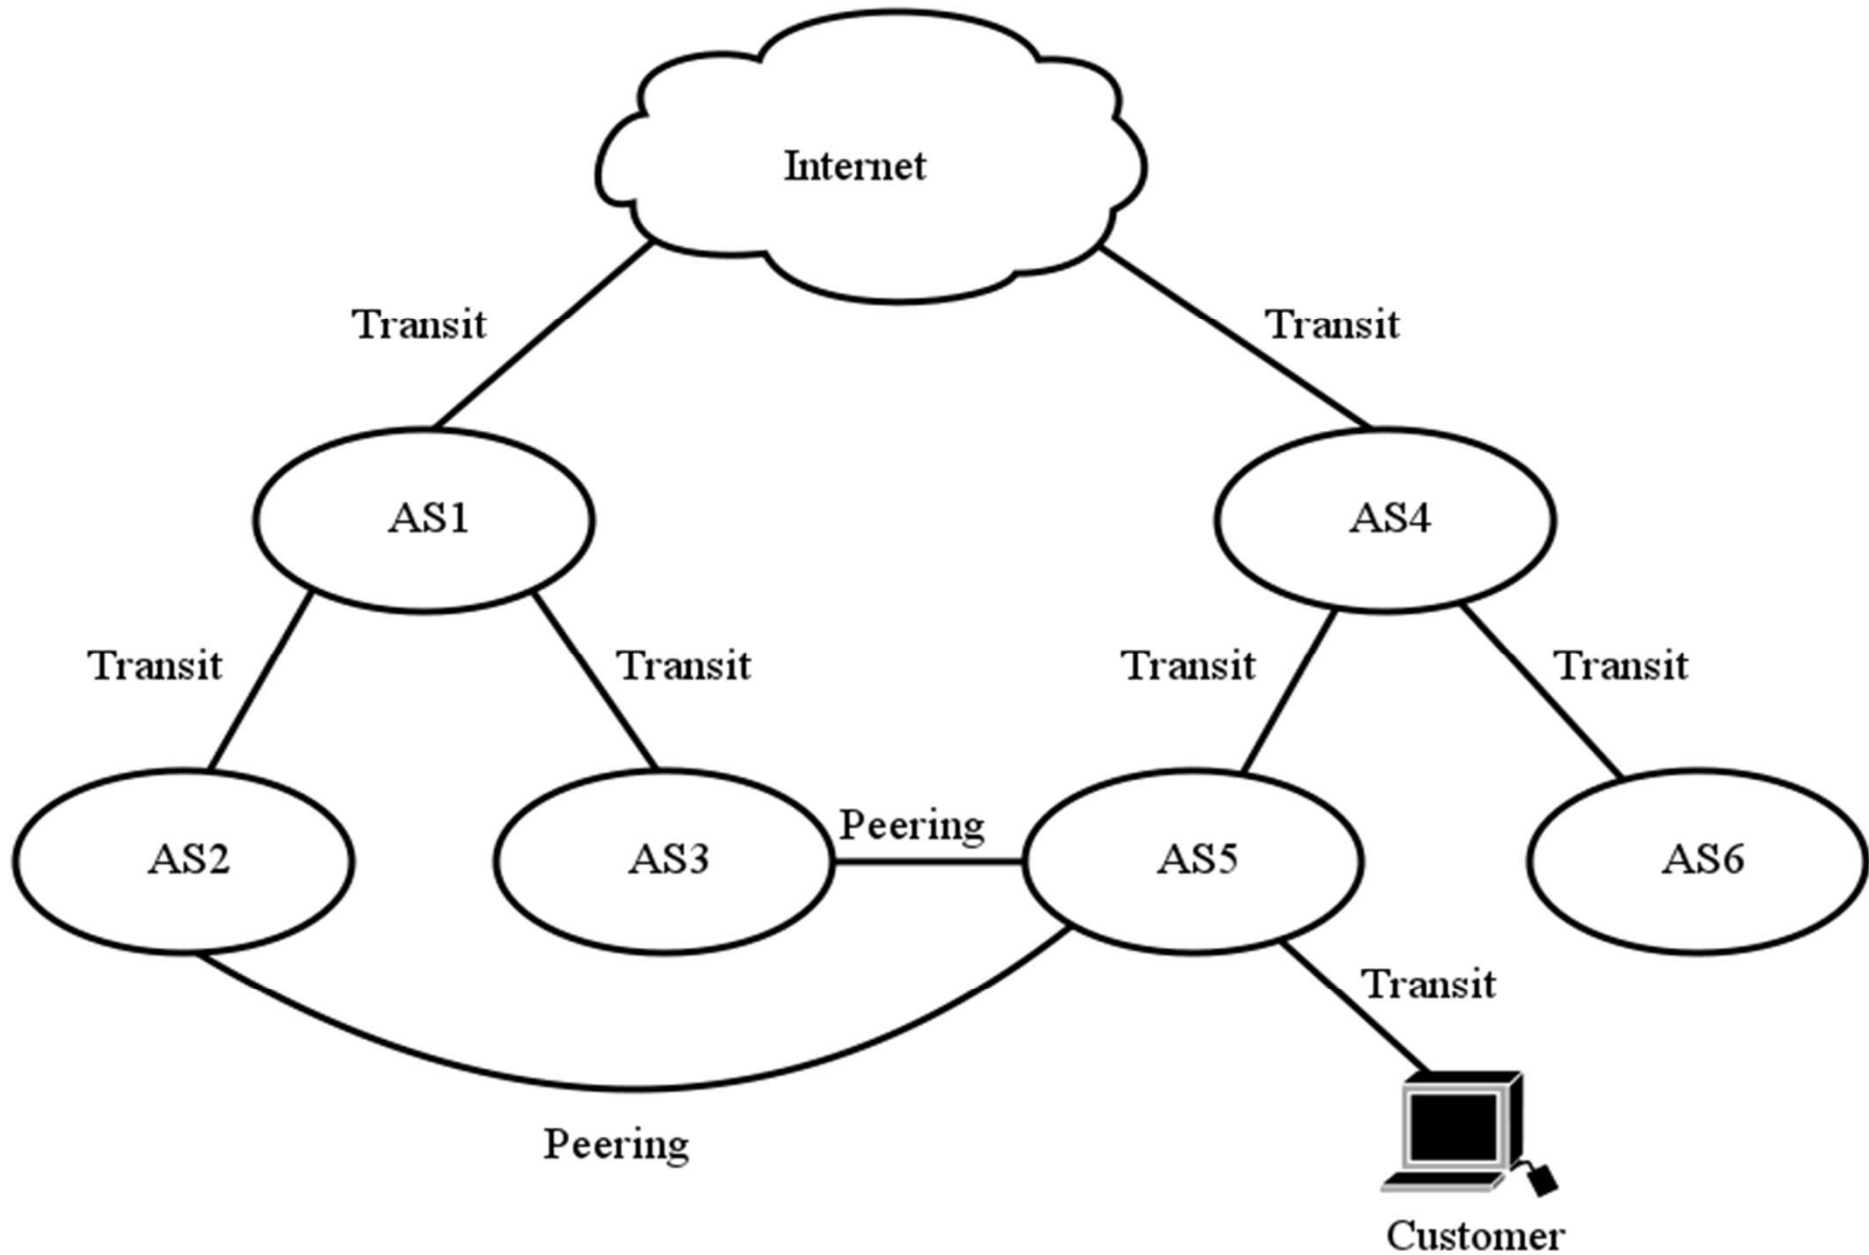 Internet
Transit
Transit
AS1
AS4
Transit
Transit
Transit
Transit
Peering
AS2
AS3
AS5
AS6
Transit
Peering
Customer